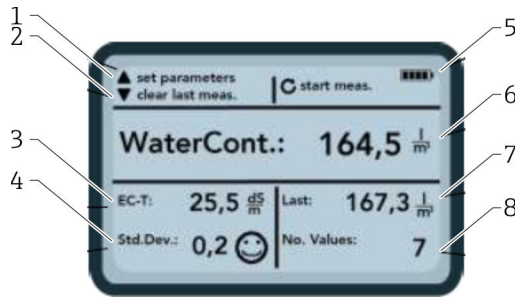 1
2
3
4
5
6
7
8
▲ set parameters
▼ clear last meas.
start meas.
WaterCont.: 164,5 l/m³
EC-T: 25,5 dS/m
Last: 167,3 l/m³
Std.Dev.: 0,2
No. Values: 7